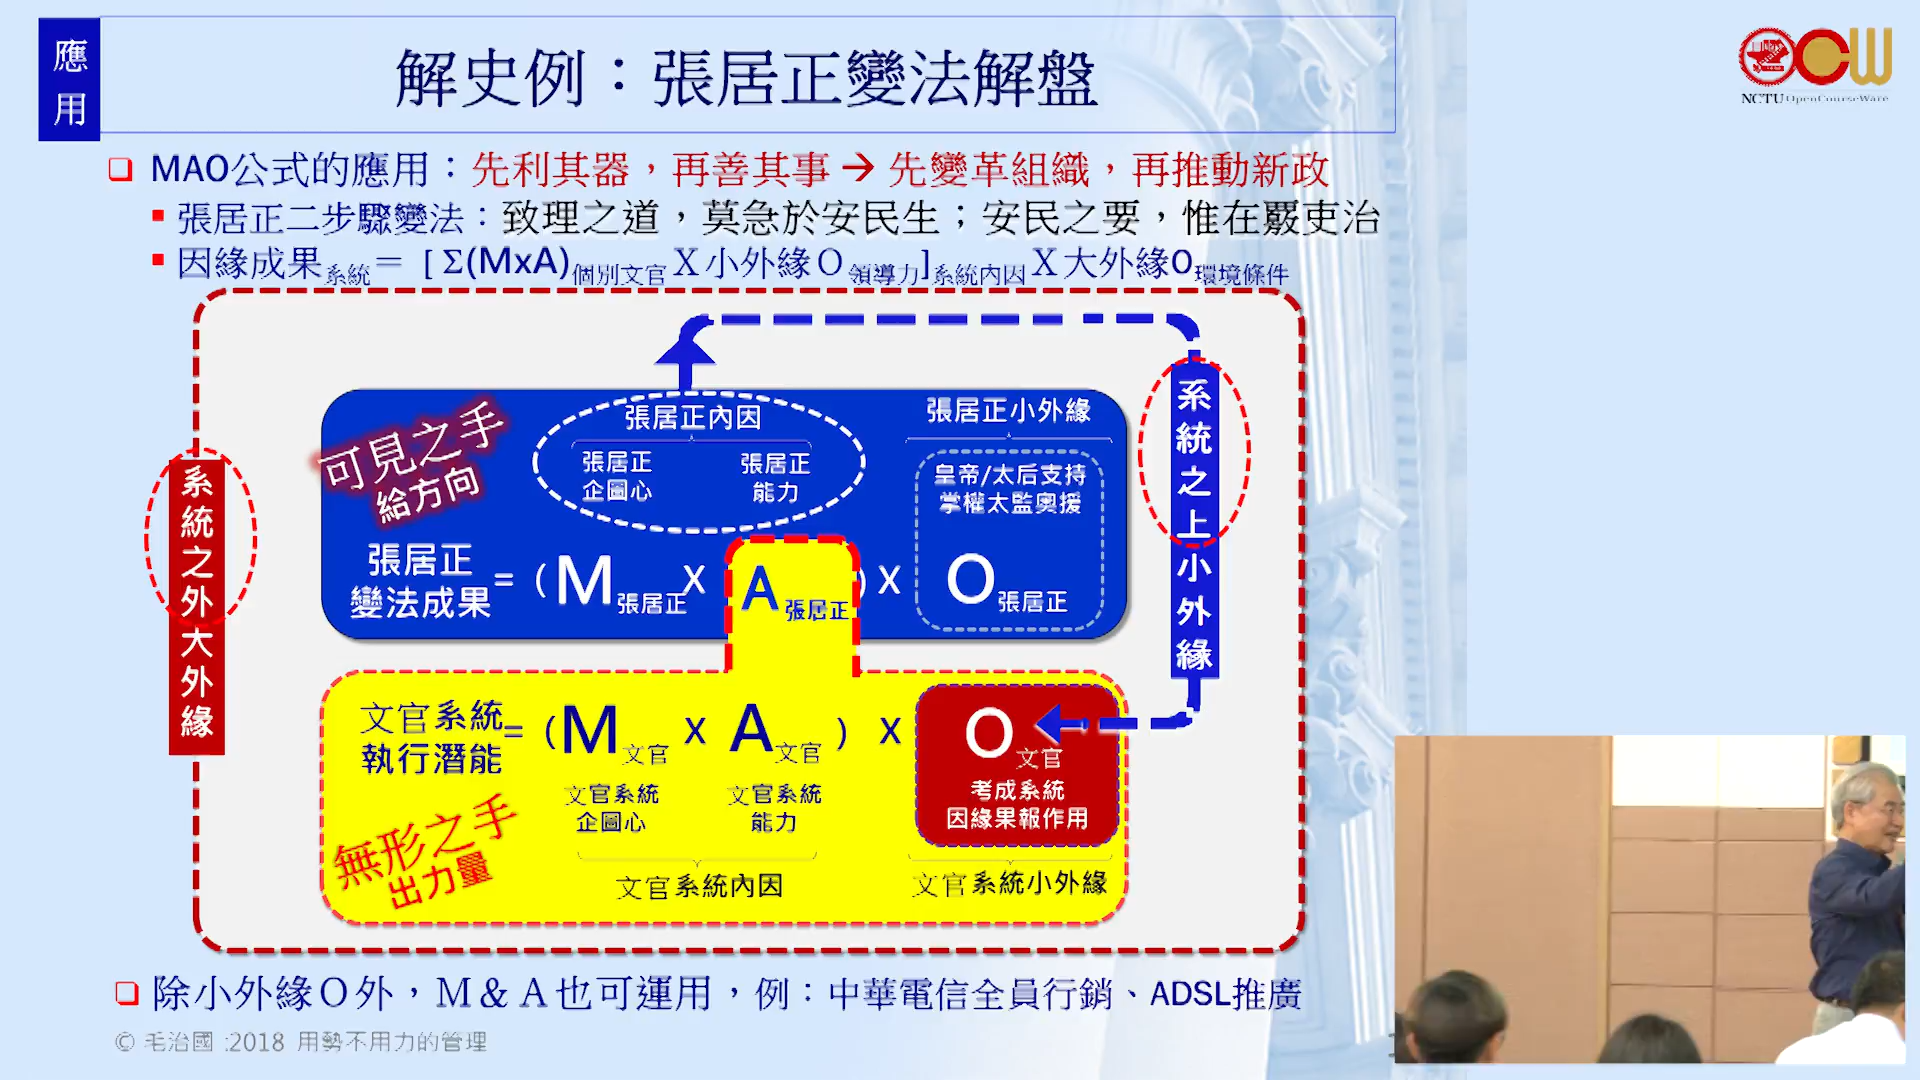 應用
解史例：張居正變法解盤
NCTU OpenCourseWare
MAO公式的應用：先利其器，再善其事→先變革組織，再推動新政
張居正二步驟變法：致理之道，莫急於安民生；安民之要，惟在覈吏治
因緣成果系統＝［Σ(MxA)個別文官Ｘ小外緣Ｏ領導力]系統內因Ｘ大外緣O環境條件
系統之外大外緣
系統之上小外緣
可見之手
給方向
張居正內因
張居正小外緣
張居正
企圖心
張居正
能力
皇帝/太后支持
掌權太監奧援
張居正
變法成果
=（M張居正X A張居正）X O張居正
文官系統
執行潛能
=（M文官 X A文官 ）X O文官
文官系統
企圖心
文官系統
能力
考成系統
因緣果報作用
無形之手
出力量
文官系統內因
文官系統小外緣
除小外緣Ｏ外，Ｍ＆Ａ也可運用，例：中華電信全員行銷、ADSL推廣
© 毛治國 :2018 用勢不用力的管理